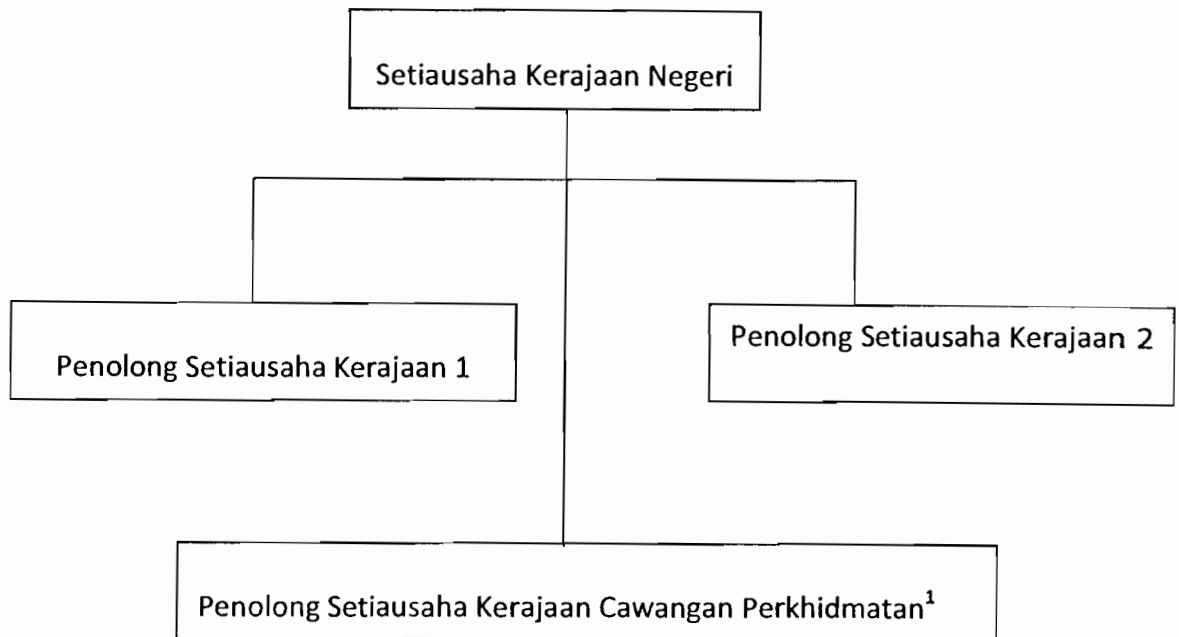 Setiausaha Kerajaan Negeri
Penolong Setiausaha Kerajaan 1
Penolong Setiausaha Kerajaan 2
Penolong Setiausaha Kerajaan Cawangan Perkhidmatan¹